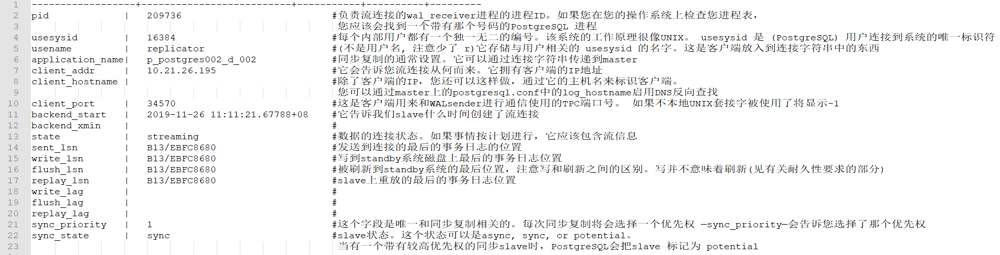 1 -----------------+-----------------------+----------+---------+---------
2 pid | 209736 #负责流连接的wal_receiver进程的进程ID。如果您在您的操作系统上检查您进程表，
3 您应该会找到一个带有那个号码的PostgreSQL 进程
4 usesysid | 16384 #每个内部用户都有一个独一无二的编号。该系统的工作原理很像UNIX。 usesysid 是 (PostgreSQL) 用户连接到系统的唯一标识符
5 usename | replicator #(不是用户名, 注意少了 r)它存储与用户相关的 usesysid 的名字。这是客户端放入到连接字符串中的东西
6 application_name| p_postgres002_d_002 #同步复制的通常设置。它可以通过连接字符串传递到master
7 client_addr | 10.21.26.195 #它会告诉您流连接从何而来。它拥有客户端的IP地址
8 client_hostname | #除了客户端的IP，您还可以这样做，通过它的主机名来标识客户端。
9 您可以通过master上的postgresql.conf中的log_hostname启用DNS反向查找
10 client_port | 34570 #这是客户端用来和WALsender进行通信使用的TPC端口号。 如果不本地UNIX套接字被使用了将显示-1
11 backend_start | 2019-11-26 11:11:21.67788+08 #它告诉我们slave什么时间创建了流连接
12 backend_xmin | #
13 state | streaming #数据的连接状态。如果事情按计划进行，它应该包含流信息
14 sent_lsn | B13/EBFC8680 #发送到连接的最后的事务日志的位置
15 write_lsn | B13/EBFC8680 #写到standby系统磁盘上最后的事务日志位置
16 flush_lsn | B13/EBFC8680 #被刷新到standby系统的最后位置，注意写和刷新之间的区别。写并不意味着刷新(见有关耐久性要求的部分)
17 replay_lsn | B13/EBFC8680 #slave上重放的最后的事务日志位置
18 write_lag | #
19 flush_lag | #
20 replay_lag | #
21 sync_priority | 1 #这个字段是唯一和同步复制相关的。每次同步复制将会选择一个优先权 —sync_priority—会告诉您选择了那个优先权
22 sync_state | sync #slave状态。这个状态可以是async, sync, or potential。
23 当有一个带有较高优先权的同步slave时，PostgreSQL会把slave 标记为 potential